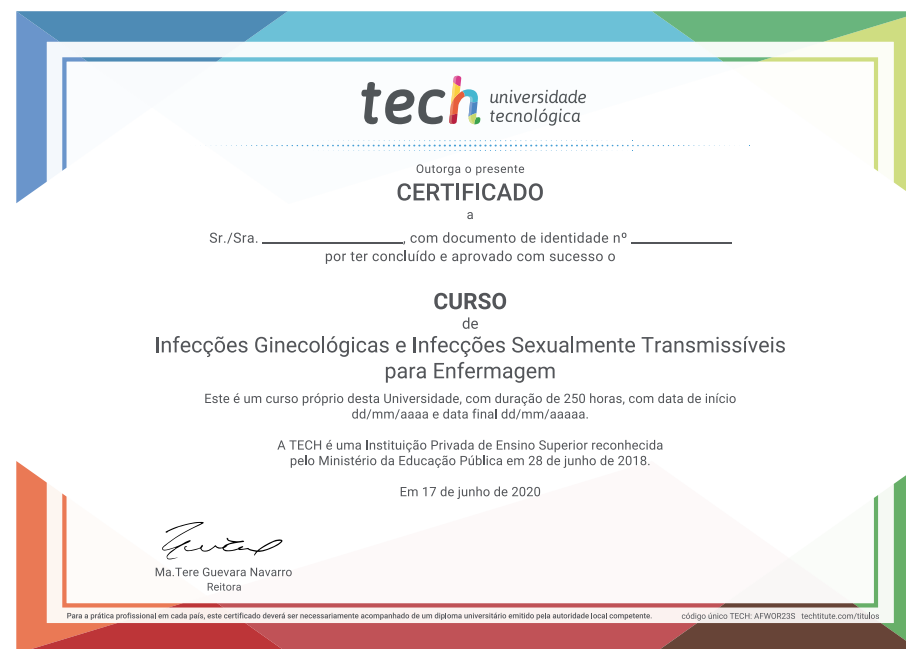 tech universidade
tecnológica
Outorga o presente
CERTIFICADO
a
Sr./Sra. ____________, com documento de identidade nº ____________
por ter concluído e aprovado com sucesso o
CURSO
de
Infecções Ginecológicas e Infecções Sexualmente Transmissíveis
para Enfermagem
Este é um curso próprio desta Universidade, com duração de 250 horas, com data de início
dd/mm/aaaa e data final dd/mm/aaaaa.
A TECH é uma Instituição Privada de Ensino Superior reconhecida
pelo Ministério da Educação Pública em 28 de junho de 2018.
Em 17 de junho de 2020
Ma.Tere Guevara Navarro
Reitora
Para a prática profissional em cada país, este certificado deverá ser necessariamente acompanhado de um diploma universitário emitido pela autoridade local competente.
código único TECH: AFWOR23S techtitute.com/titulos